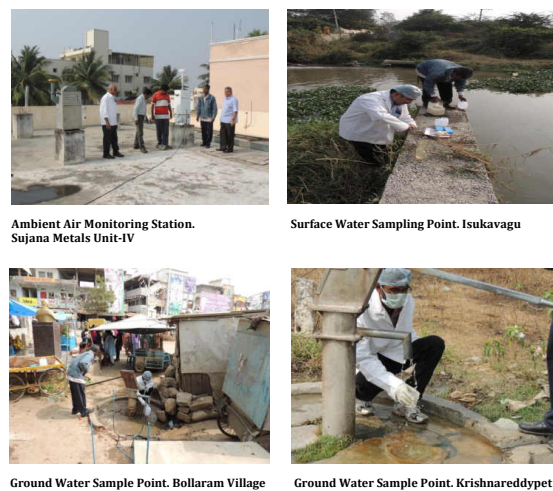 Ambient Air Monitoring Station.
Sujana Metals Unit-IV
Surface Water Sampling Point. Isukavagu
Ground Water Sample Point. Bollaram Village
Ground Water Sample Point. Krishnareddypet